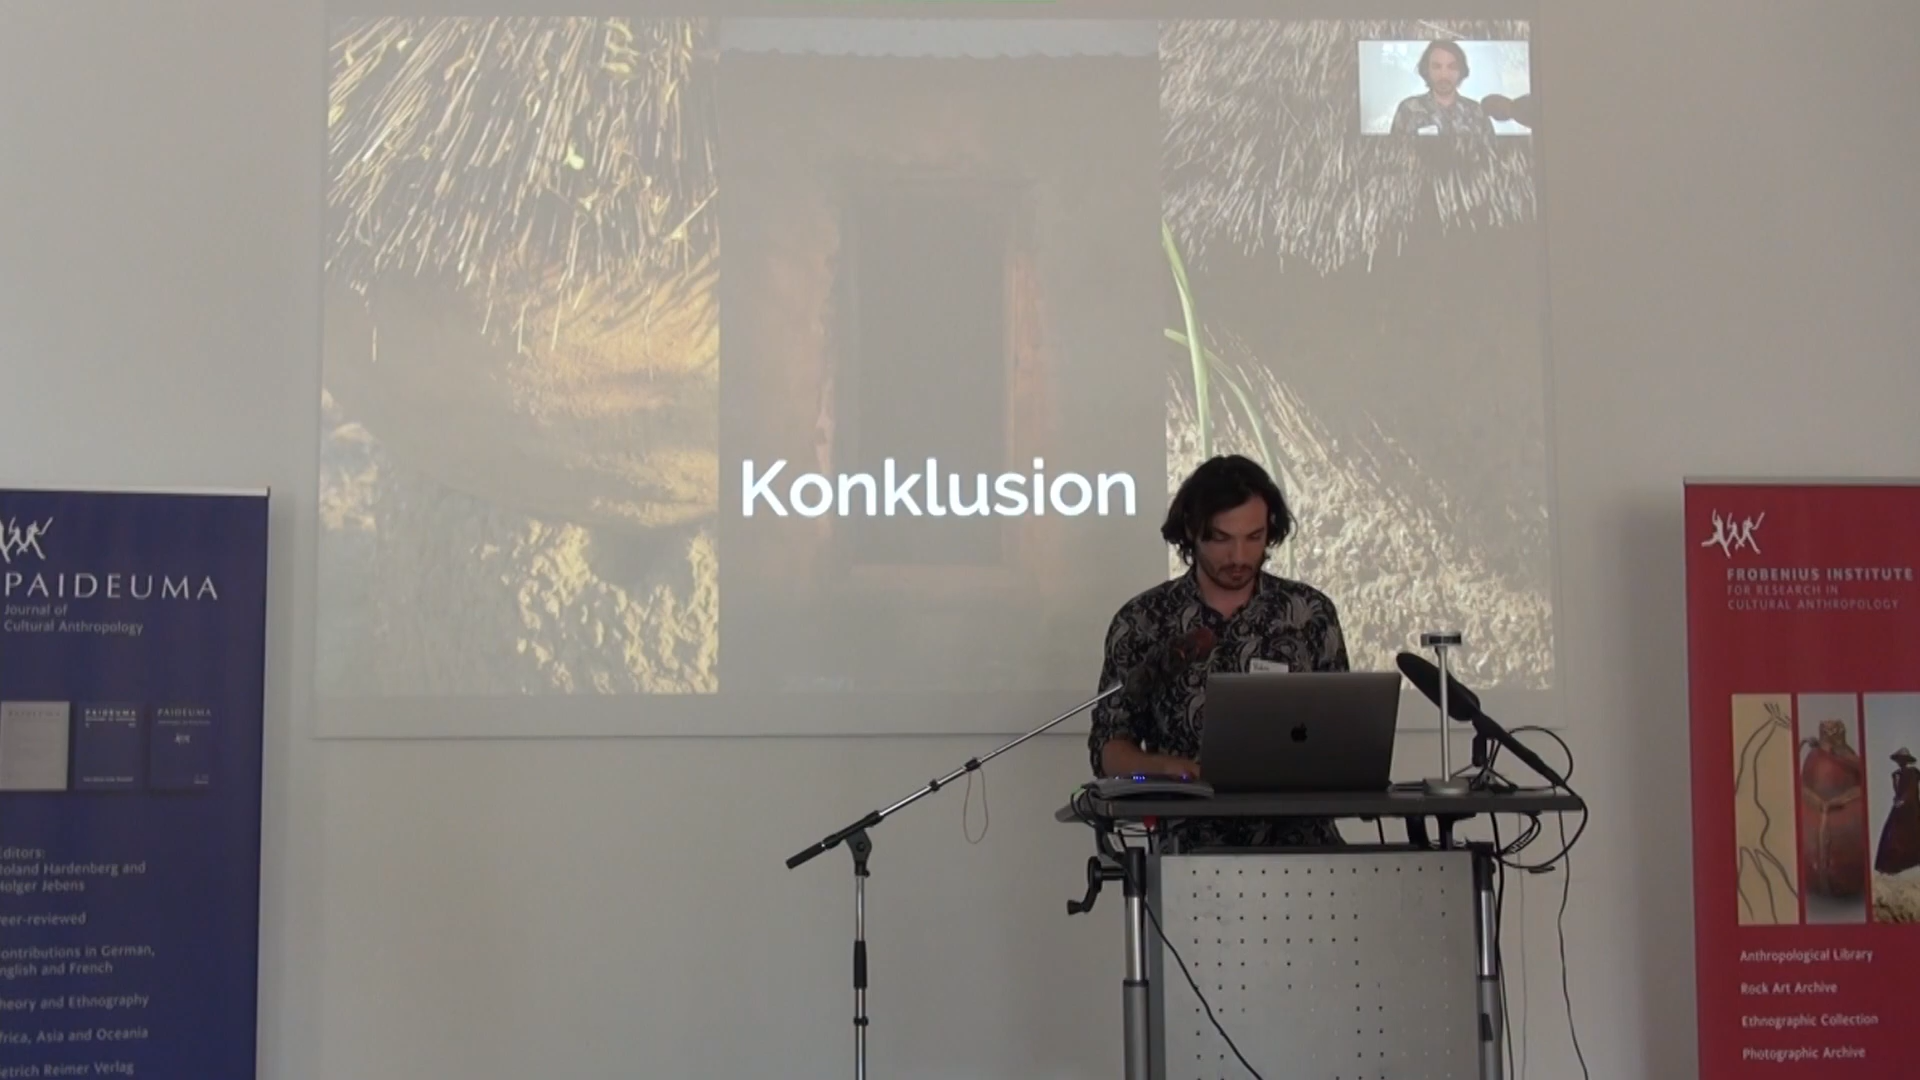 Konklusion
PAIDEUMA
Journal of
Cultural Anthropology
PAIDEUMA
PAIDEUMA
Editors:
Roland Hardenberg and
Holger Jebens
Peer-reviewed
Contributions in German,
English and French
Theory and Ethnography
Africa, Asia and Oceania
Dietrich Reimer Verlag
FROBENIUS INSTITUTE
FOR RESEARCH IN
CULTURAL ANTHROPOLOGY
Anthropological Library
Rock Art Archive
Ethnographic Collection
Photographic Archive